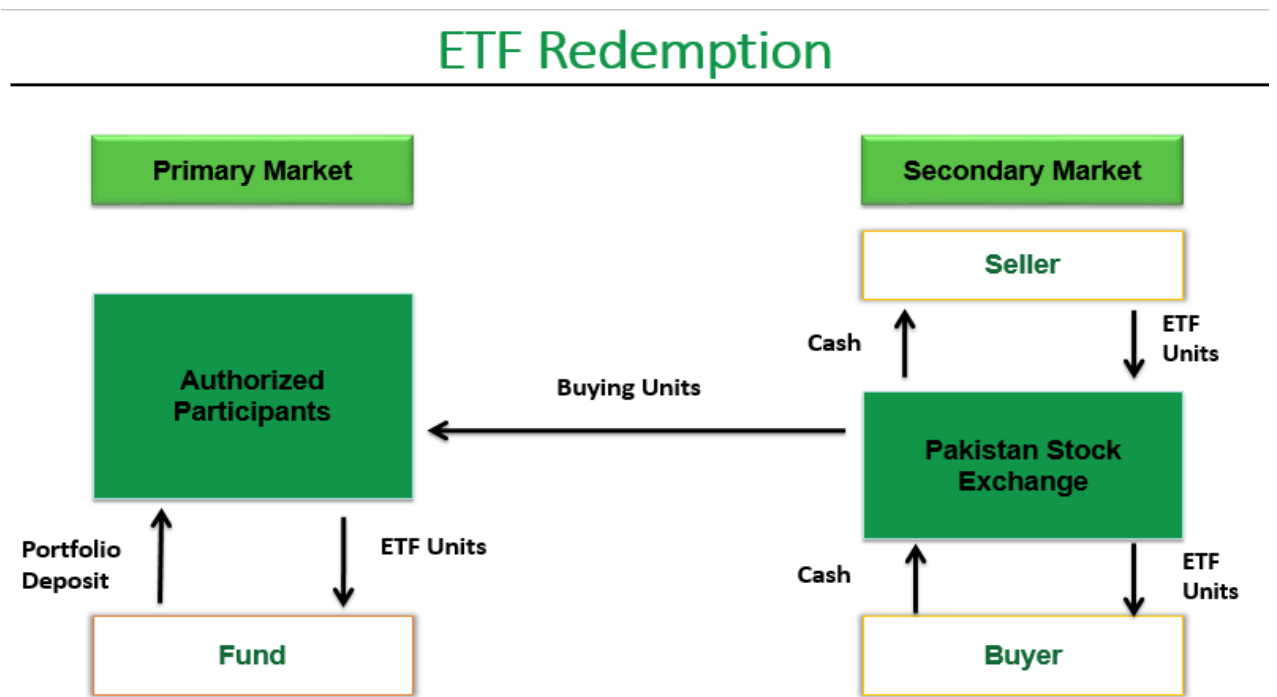 ETF Redemption
Primary Market
Secondary Market
Seller
Cash
ETF
Units
Authorized
Participants
Buying Units
Pakistan Stock
Exchange
Portfolio
Deposit
ETF Units
Cash
ETF
Units
Fund
Buyer